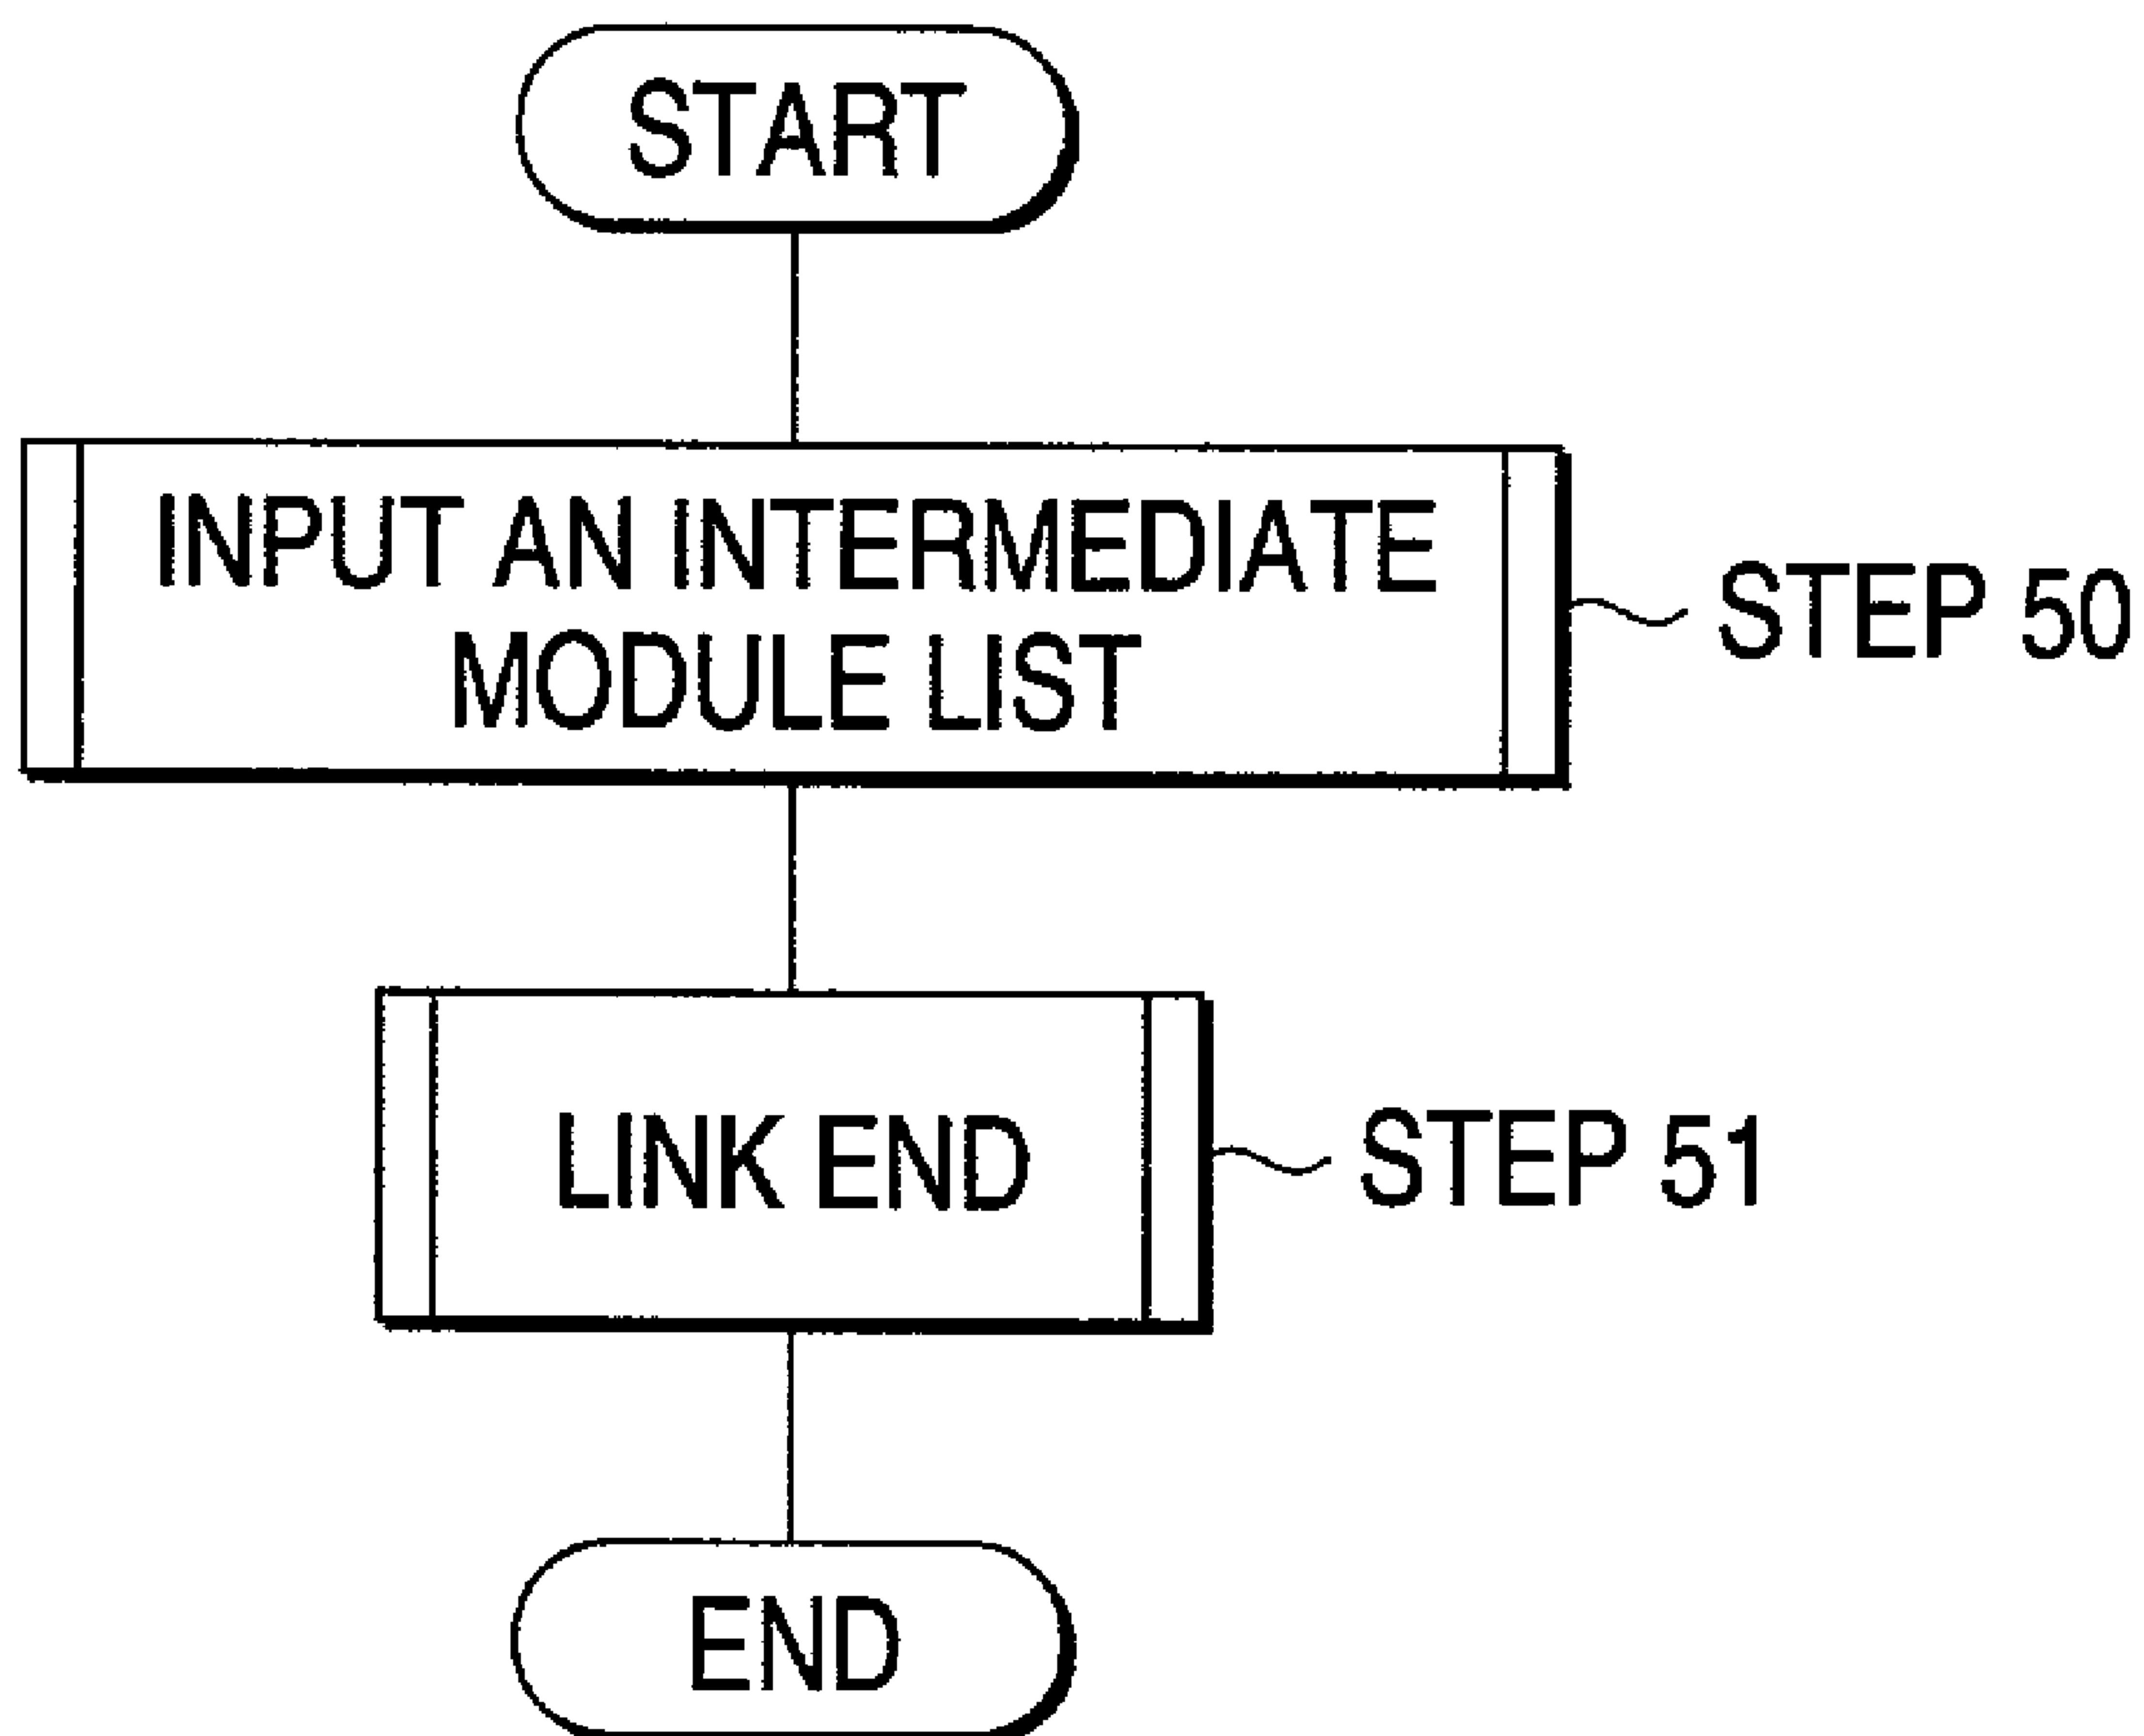 START
INPUT AN INTERMEDIATE
MODULE LIST
STEP 50
LINK END
STEP 51
END